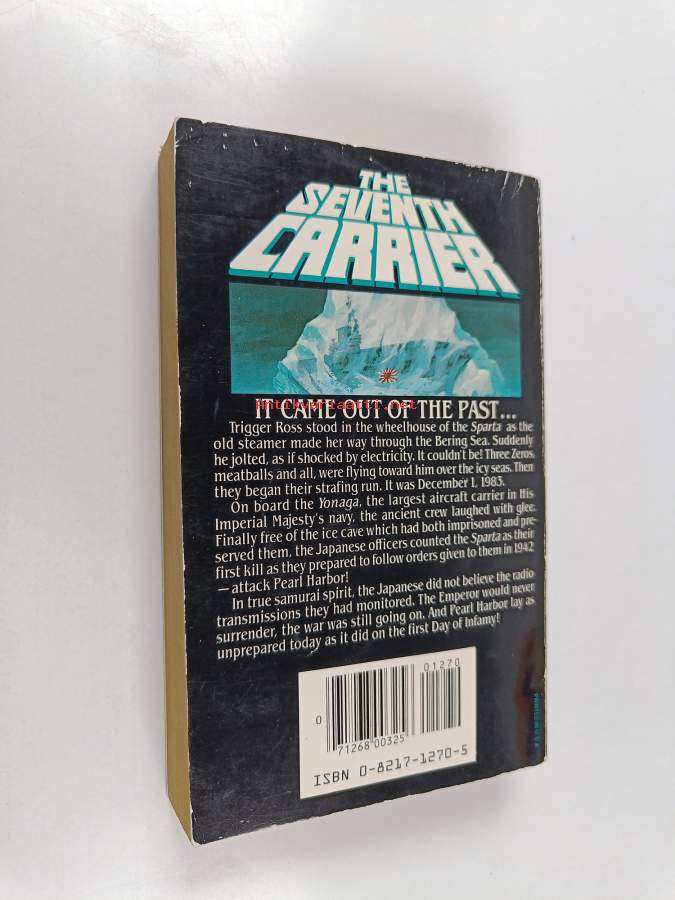 THE
SEVENTH
CARRIER
IT CAME OUT OF THE PAST...
Antikvariaatti.net
Trigger Ross stood in the wheelhouse of the Sparta as the
old steamer made her way through the Bering Sea. Suddenly
he jolted, as if shocked by electricity. It couldn't be! Three Zeros,
meatballs and all, were flying toward him over the icy seas. Then
they began their strafing run. It was December 1, 1983.
On board the Yonaga, the largest aircraft carrier in His
Imperial Majesty's navy, the ancient crew laughed with glee.
Finally free of the ice cave which had both imprisoned and pre-
served them, the Japanese officers counted the Sparta as their
first kill as they prepared to follow orders given to them in 1942
—attack Pearl Harbor!
In true samurai spirit, the Japanese did not believe the radio
transmissions they had monitored. The Emperor would never
surrender, the war was still going on. And Pearl Harbor lay as
unprepared today as it did on the first Day of Infamy!
01270
0
71268 00325
ISBN 0-8217-1270-5
PRINTED IN U.S.A.